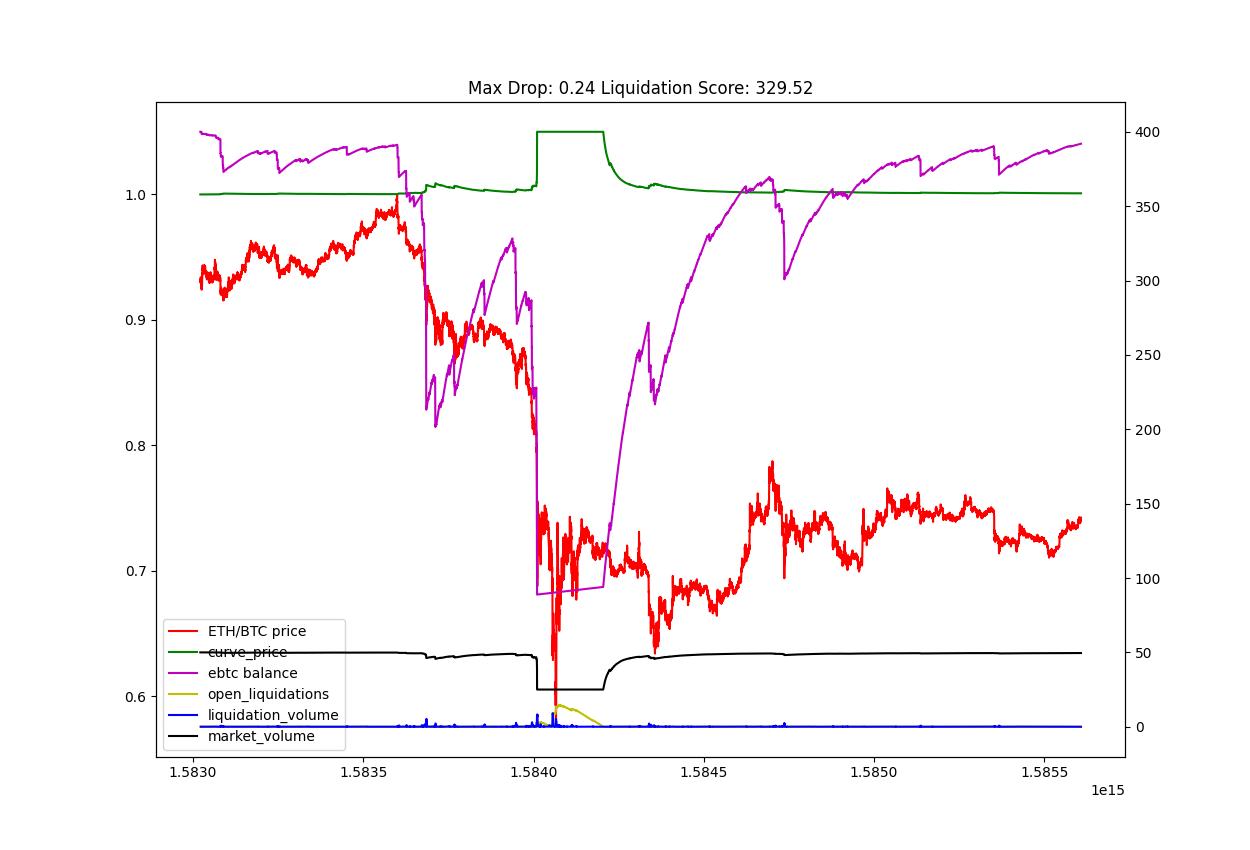 Max Drop: 0.24 Liquidation Score: 329.52
1.0
0.9
0.8
0.7
0.6
400
350
300
250
200
150
100
50
0
ETH/BTC price
curve_price
ebtc balance
open_liquidations
liquidation_volume
market_volume
1.5830 1.5835 1.5840 1.5845 1.5850 1.5855
1e15